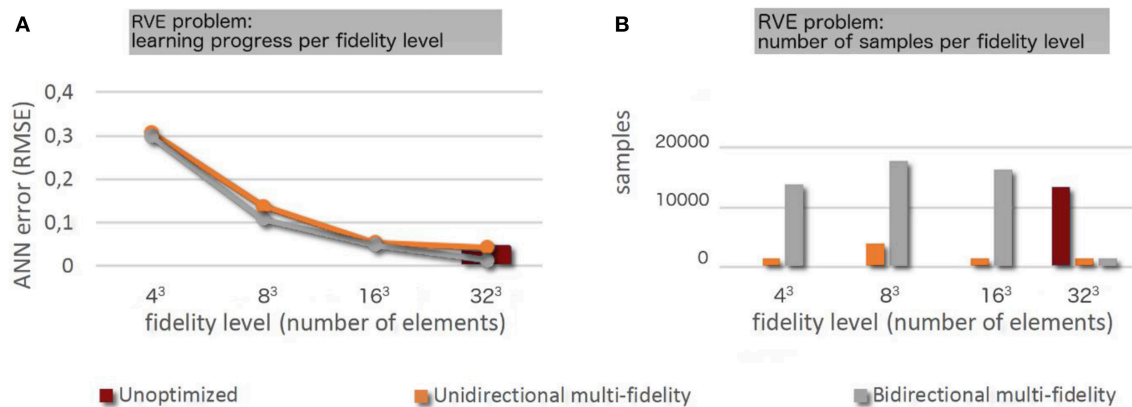 A
RVE problem:
learning progress per fidelity level
ANN error (RMSE)
0,4
0,3
0,2
0,1
0
4³
8³
16³
32³
fidelity level (number of elements)
B
RVE problem:
number of samples per fidelity level
samples
20000
10000
0
4³
8³
16³
32³
fidelity level (number of elements)
Unoptimized
Unidirectional multi-fidelity
Bidirectional multi-fidelity